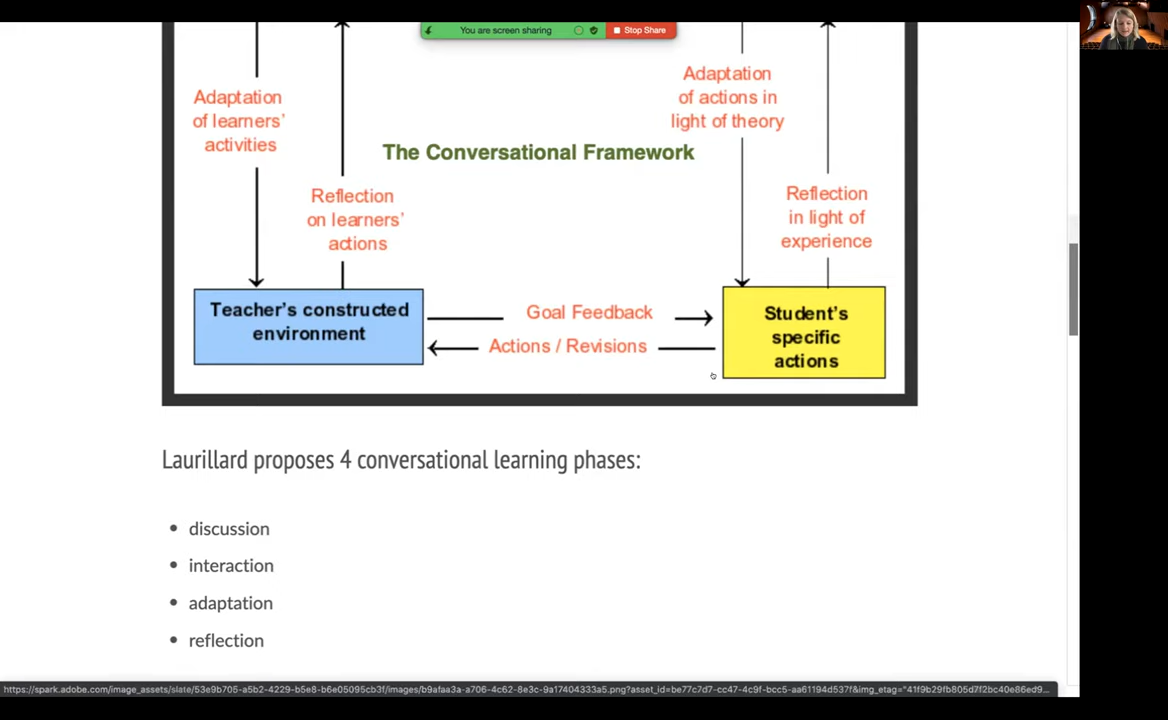 You are screen sharing
Stop Share
Adaptation
of learners'
activities
Adaptation
of actions in
light of theory
The Conversational Framework
Reflection
on learners'
actions
Reflection
in light of
experience
Teacher's constructed
environment
Goal Feedback
Actions / Revisions
Student's
specific
actions
Laurillard proposes 4 conversational learning phases:
discussion
interaction
adaptation
reflection